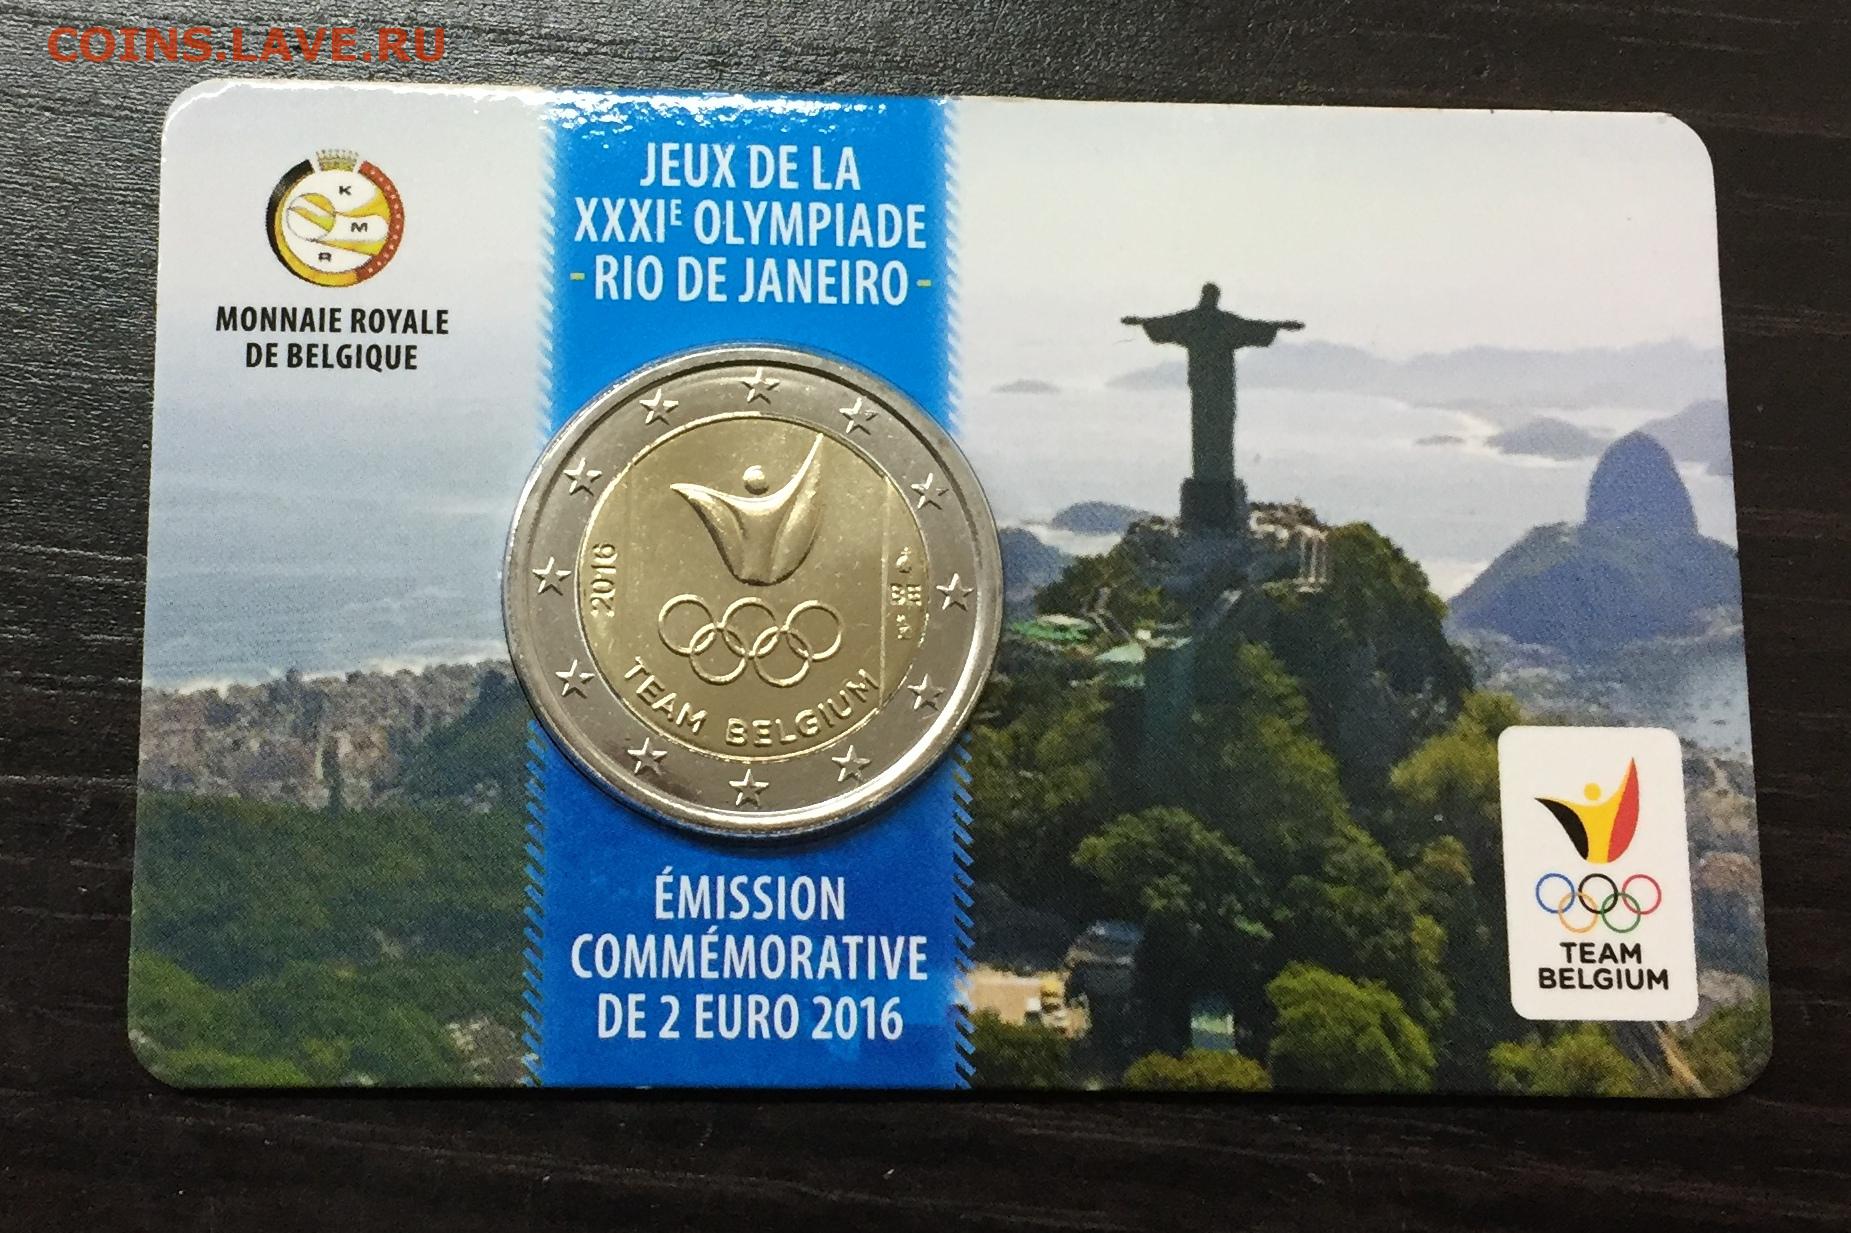 COINS.LAVE.RU
K
M
R
MONNAIE ROYALE
DE BELGIQUE
JEUX DE LA
XXXIE OLYMPIADE
- RIO DE JANEIRO -
2016
BE
TEAM BELGIUM
ÉMISSION
COMMÉMORATIVE
DE 2 EURO 2016
TEAM
BELGIUM